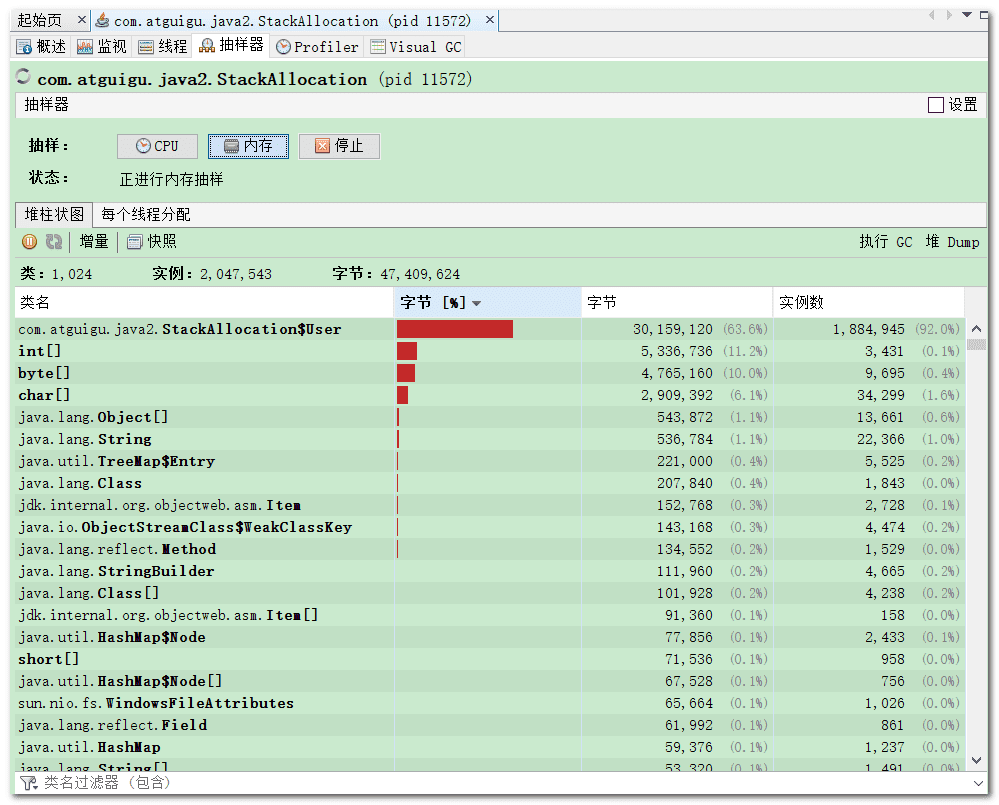 起始页 com.atguigu.java2.StackAllocation (pid 11572)
概述 监视 线程 抽样器 Profiler Visual GC
com.atguigu.java2.StackAllocation (pid 11572)
抽样器 设置
抽样： CPU 内存 停止
状态： 正进行内存抽样
堆柱状图 每个线程分配
增量 快照 执行 GC 堆 Dump
类：1,024 实例：2,047,543 字节：47,409,624
类名 字节 [%] 字节 实例数
com.atguigu.java2.StackAllocation$User 30,159,120 (63.6%) 1,884,945 (92.0%)
int[] 5,336,736 (11.2%) 3,431 (0.1%)
byte[] 4,765,160 (10.0%) 9,695 (0.4%)
char[] 2,909,392 (6.1%) 34,299 (1.6%)
java.lang.Object[] 543,872 (1.1%) 13,661 (0.6%)
java.lang.String 536,784 (1.1%) 22,366 (1.0%)
java.util.TreeMap$Entry 221,000 (0.4%) 5,525 (0.2%)
java.lang.Class 207,840 (0.4%) 1,843 (0.0%)
jdk.internal.org.objectweb.asm.Item 152,768 (0.3%) 2,728 (0.1%)
java.io.ObjectStreamClass$WeakClassKey 143,168 (0.3%) 4,474 (0.2%)
java.lang.reflect.Method 134,552 (0.2%) 1,529 (0.0%)
java.lang.StringBuilder 111,960 (0.2%) 4,665 (0.2%)
java.lang.Class[] 101,928 (0.2%) 4,238 (0.2%)
jdk.internal.org.objectweb.asm.Item[] 91,360 (0.1%) 158 (0.0%)
java.util.HashMap$Node 77,856 (0.1%) 2,433 (0.1%)
short[] 71,536 (0.1%) 958 (0.0%)
java.util.HashMap$Node[] 67,528 (0.1%) 756 (0.0%)
sun.nio.fs.WindowsFileAttributes 65,664 (0.1%) 1,026 (0.0%)
java.lang.reflect.Field 61,992 (0.1%) 861 (0.0%)
java.util.HashMap 59,376 (0.1%) 1,237 (0.0%)
java.lang.String[] 53,320 (0.1%) 1,491 (0.0%)
类名过滤器 （包含）